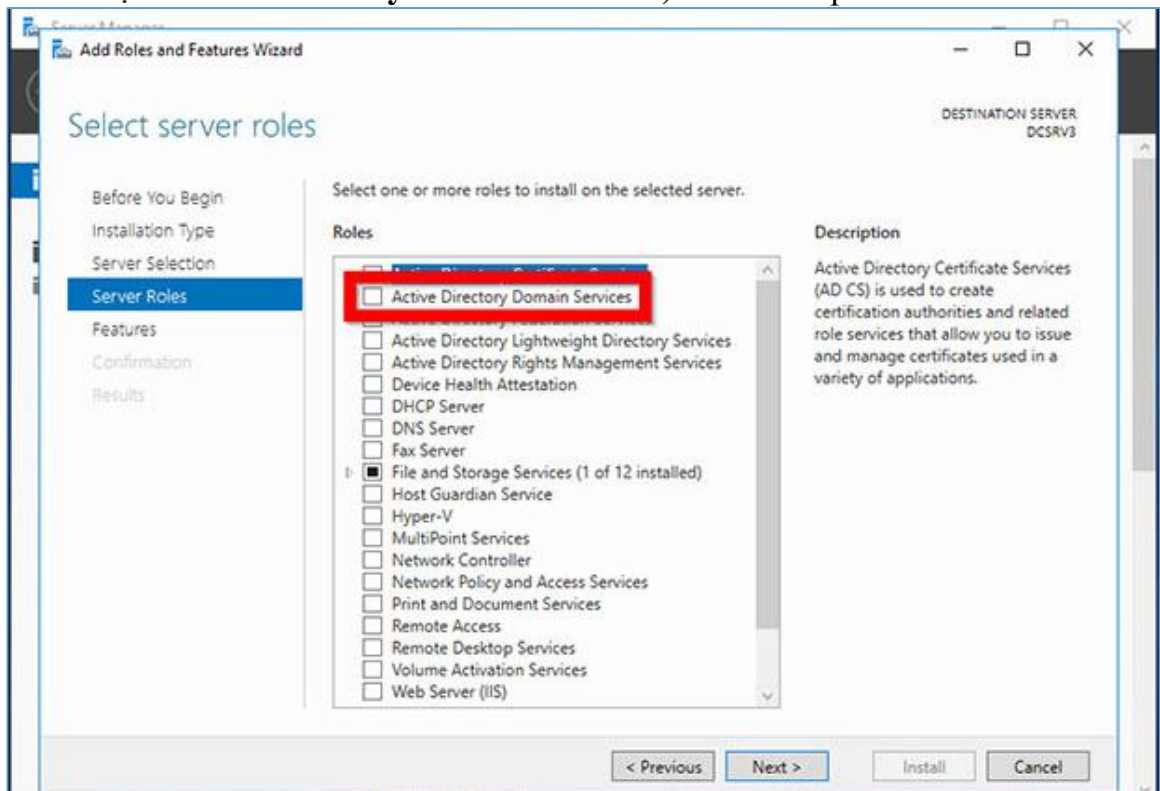 Add Roles and Features Wizard
Select server roles
DESTINATION SERVER
DCSRV3
Before You Begin
Installation Type
Server Selection
Server Roles
Features
Confirmation
Results
Select one or more roles to install on the selected server.
Roles
Active Directory Domain Services
Active Directory Lightweight Directory Services
Active Directory Rights Management Services
Device Health Attestation
DHCP Server
DNS Server
Fax Server
File and Storage Services (1 of 12 installed)
Host Guardian Service
Hyper-V
MultiPoint Services
Network Controller
Network Policy and Access Services
Print and Document Services
Remote Access
Remote Desktop Services
Volume Activation Services
Web Server (IIS)
Description
Active Directory Certificate Services
(AD CS) is used to create
certification authorities and related
role services that allow you to issue
and manage certificates used in a
variety of applications.
< Previous
Next >
Install
Cancel